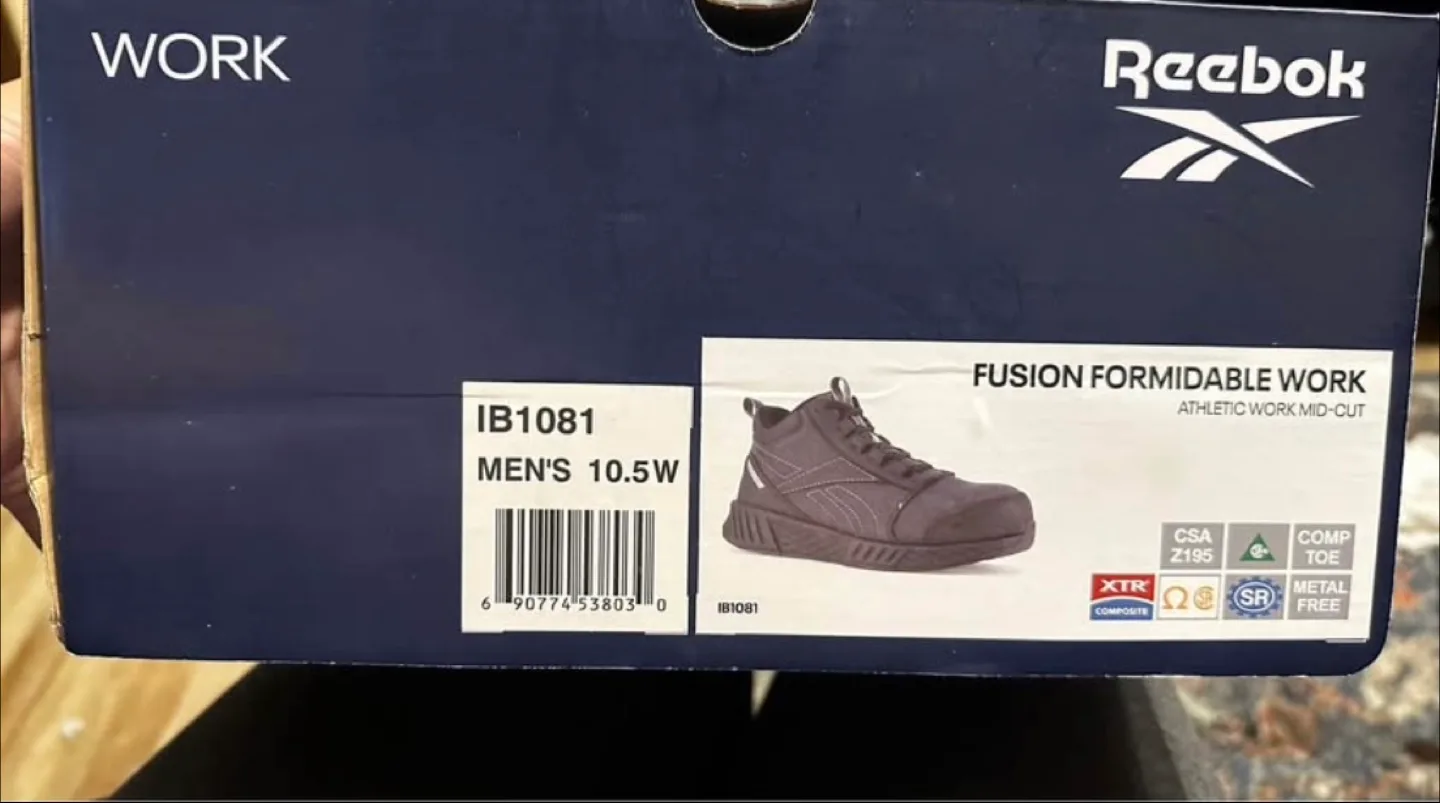 WORK
Reebok
IB1081
MEN'S 10.5W
6 90774 53803 0
FUSION FORMIDABLE WORK
ATHLETIC WORK MID-CUT
IB1081
CSA
Z195
COMP
TOE
XTR
COMPOSITE
Ω
SR
METAL
FREE